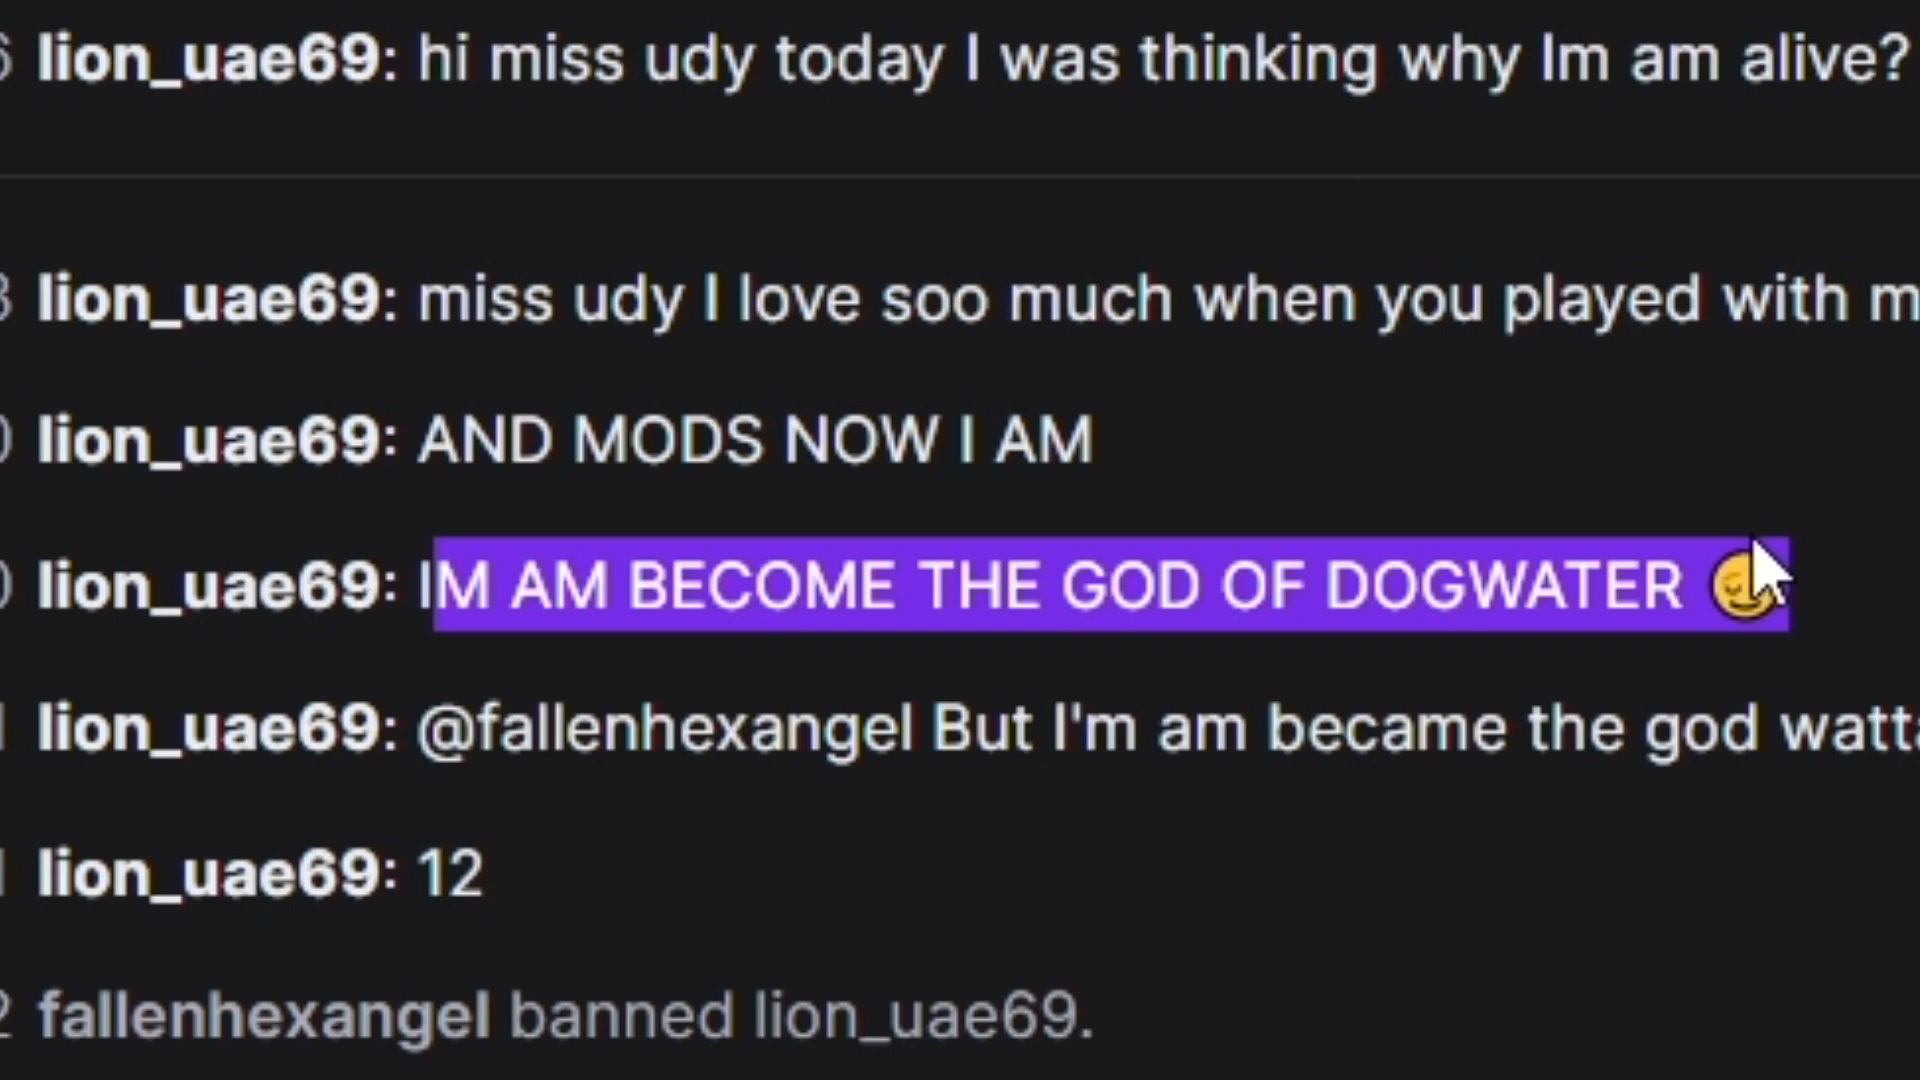 6 lion_uae69: hi miss udy today I was thinking why Im am alive?
lion_uae69: miss udy I love soo much when you played with
lion_uae69: AND MODS NOW I AM
lion_uae69: IM AM BECOME THE GOD OF DOGWATER
lion_uae69: @fallenhexangel But I'm am became the god
lion_uae69: 12
2 fallenhexangel banned lion_uae69.